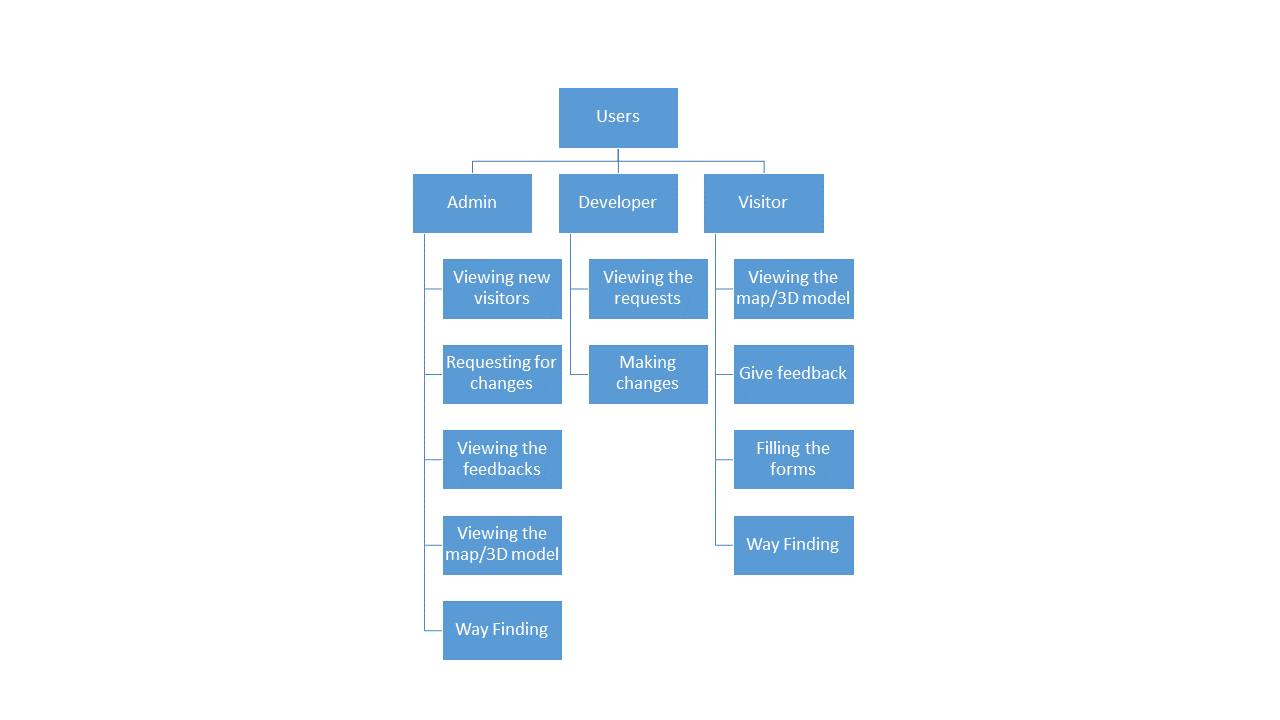 Users
Admin
Developer
Visitor
Viewing new
visitors
Requesting for
changes
Viewing the
feedbacks
Viewing the
map/3D model
Way Finding
Viewing the
requests
Making
changes
Viewing the
map/3D model
Give feedback
Filling the
forms
Way Finding